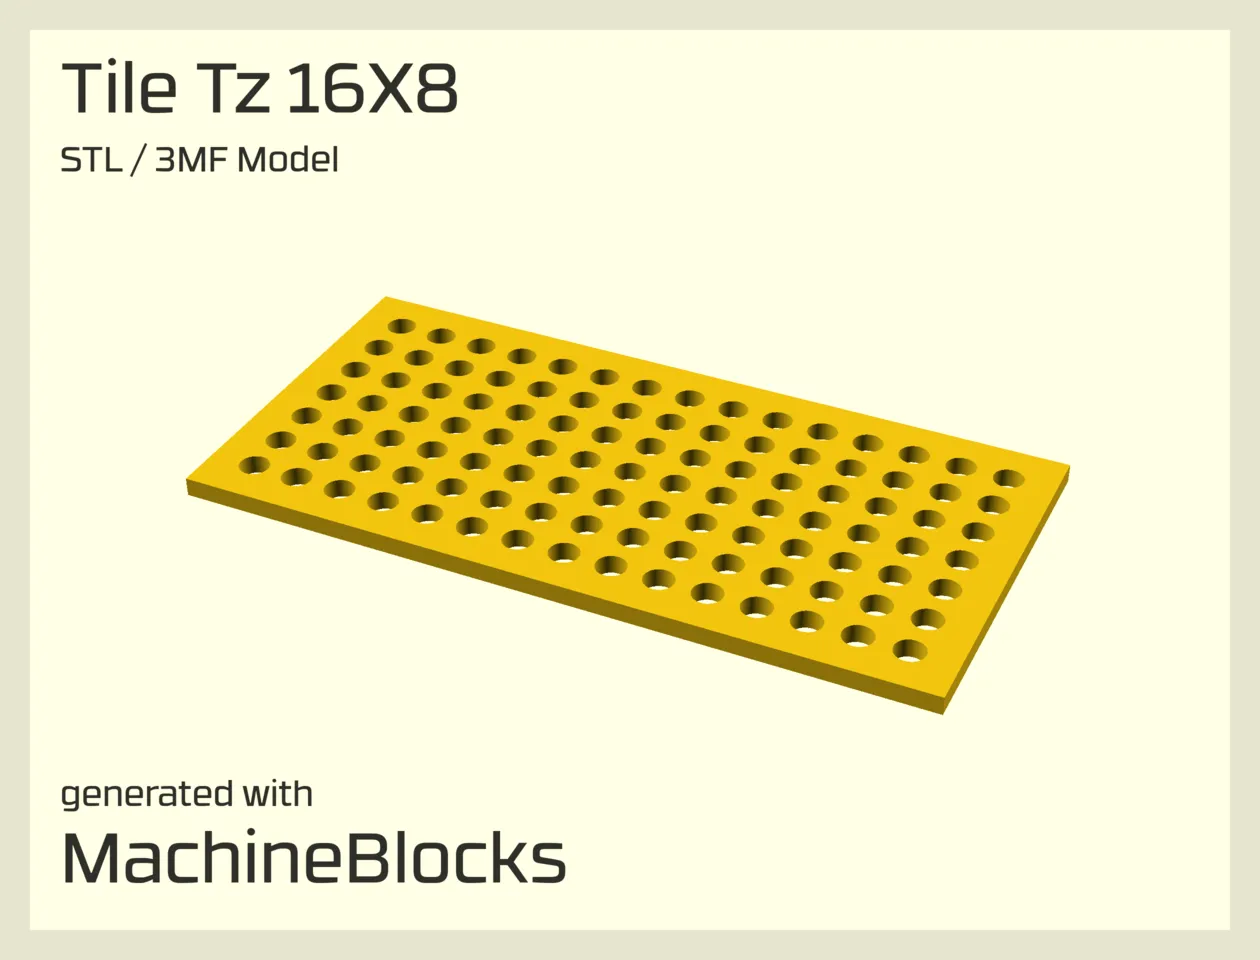 Tile Tz 16X8
STL / 3MF Model
generated with
MachineBlocks